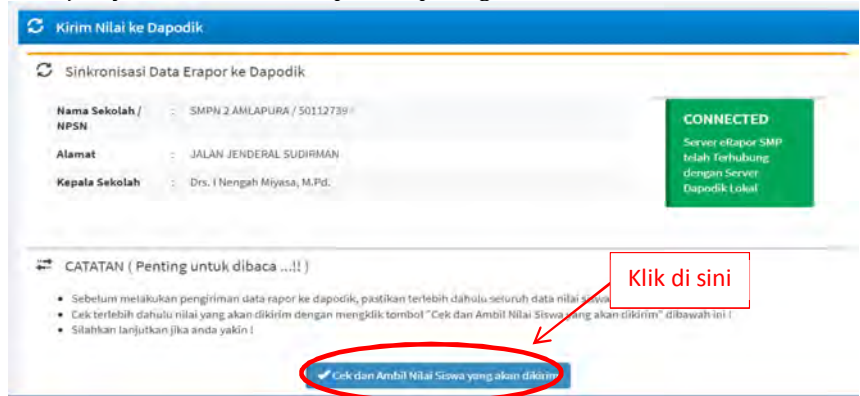 Kirim Nilai ke Dapodik
Sinkronisasi Data Erapor ke Dapodik
Nama Sekolah / NPSN : SMPN 2 AMLAPURA / 50112739
Alamat : JALAN JENDERAL SUDIRMAN
Kepala Sekolah : Drs. I Nengah Miyasa, M.Pd.
CONNECTED
Server eRapor SMP
telah Terhubung
dengan Server
Dapodik Lokal
CATATAN ( Penting untuk dibaca ...!! )
Klik di sini
Sebelum melakukan pengiriman data rapor ke dapodik, pastikan terlebih dahulu seluruh data nilai siswa
Cek terlebih dahulu nilai yang akan dikirim dengan mengklik tombol "Cek dan Ambil Nilai Siswa yang akan dikirim" dibawah ini !
Silahkan lanjutkan jika anda yakin !
Cek dan Ambil Nilai Siswa yang akan dikirim